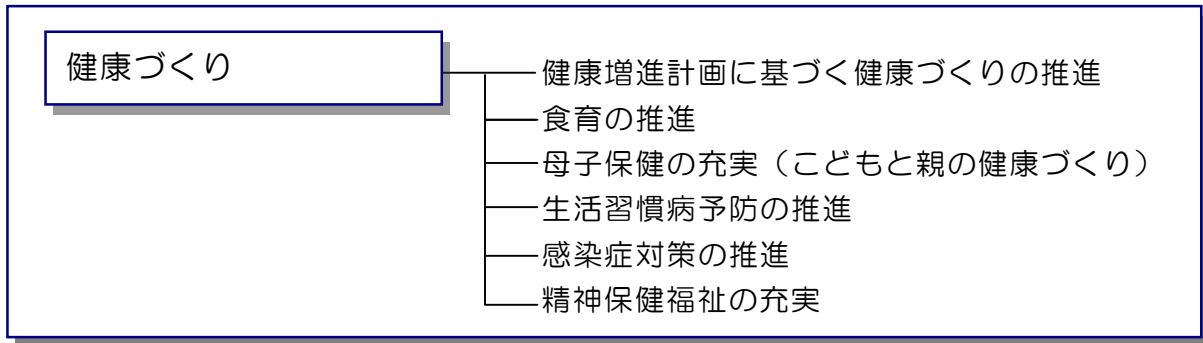 健康づくり
健康増進計画に基づく健康づくりの推進
食育の推進
母子保健の充実（こどもと親の健康づくり）
生活習慣病予防の推進
感染症対策の推進
精神保健福祉の充実